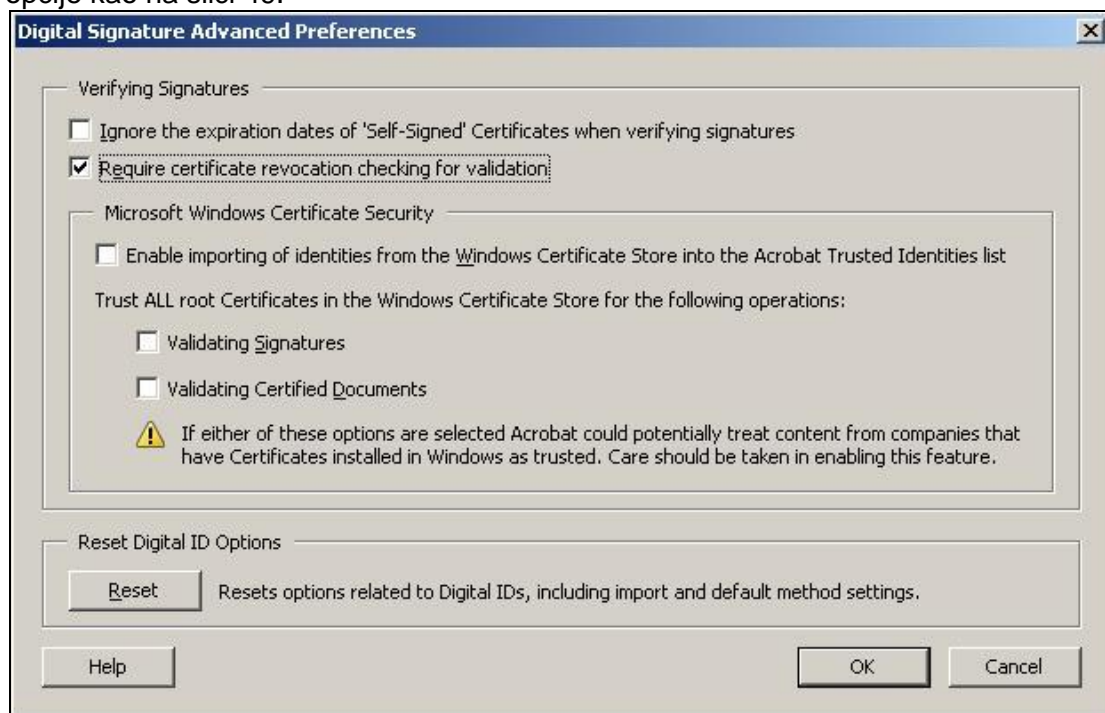 opcije kao na slici
Digital Signature Advanced Preferences
Verifying Signatures
Ignore the expiration dates of 'Self-Signed' Certificates when verifying signatures
Require certificate revocation checking for validation
Microsoft Windows Certificate Security
Enable importing of identities from the Windows Certificate Store into the Acrobat Trusted Identities list
Trust ALL root Certificates in the Windows Certificate Store for the following operations:
Validating Signatures
Validating Certified Documents
If either of these options are selected Acrobat could potentially treat content from companies that
have Certificates installed in Windows as trusted. Care should be taken in enabling this feature.
Reset Digital ID Options
Reset Resets options related to Digital IDs, including import and default method settings.
Help OK Cancel